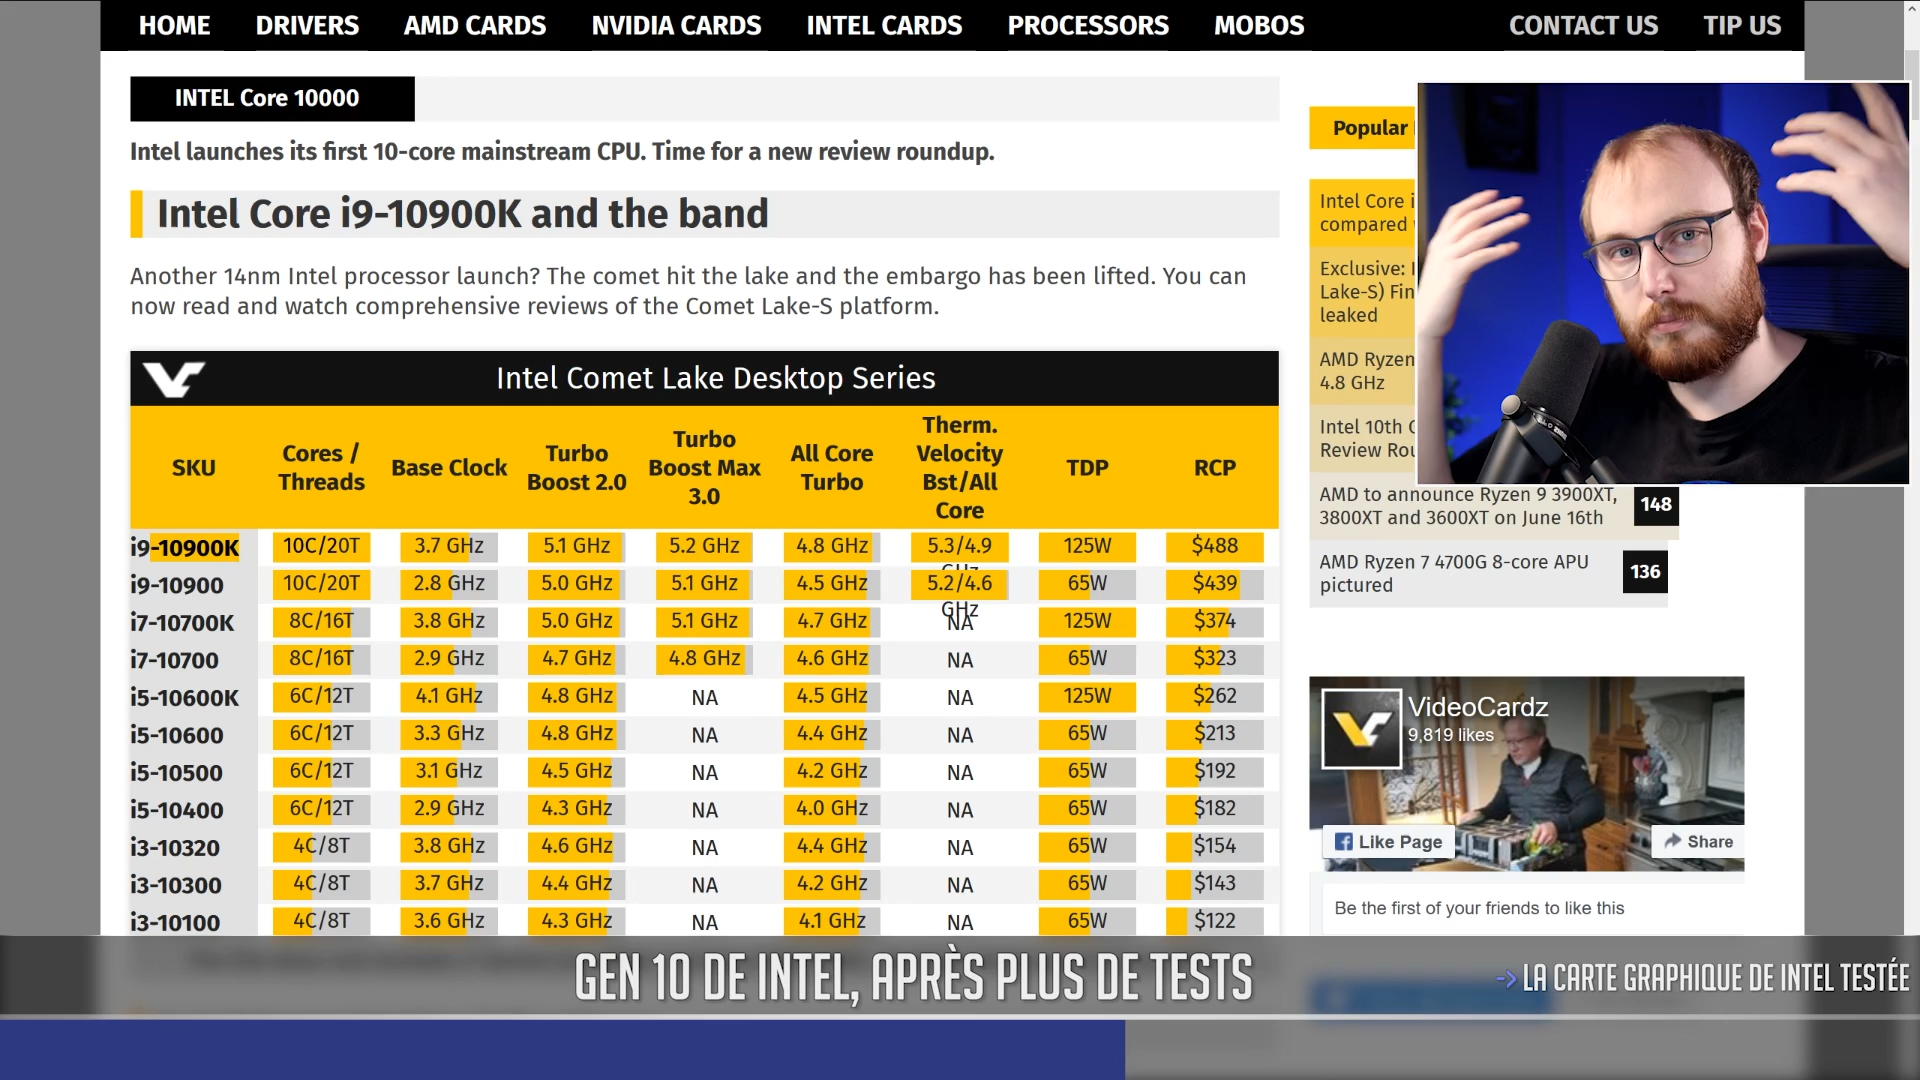 HOME DRIVERS AMD CARDS NVIDIA CARDS INTEL CARDS PROCESSORS MOBOS CONTACT US TIP US
INTEL Core 10000
Intel launches its first 10-core mainstream CPU. Time for a new review roundup.
Intel Core i9-10900K and the band
Another 14nm Intel processor launch? The comet hit the lake and the embargo has been lifted. You can
now read and watch comprehensive reviews of the Comet Lake-S platform.
Intel Comet Lake Desktop Series
SKU Cores / Threads Base Clock Turbo Boost 2.0 Turbo Boost Max 3.0 All Core Turbo Therm. Velocity Bst/All Core TDP RCP
i9-10900K 10C/20T 3.7 GHz 5.1 GHz 5.2 GHz 4.8 GHz 5.3/4.9 GHz 125W $488
i9-10900 10C/20T 2.8 GHz 5.0 GHz 5.1 GHz 4.5 GHz 5.2/4.6 GHz 65W $439
i7-10700K 8C/16T 3.8 GHz 5.0 GHz 5.1 GHz 4.7 GHz NA 125W $374
i7-10700 8C/16T 2.9 GHz 4.7 GHz 4.8 GHz 4.6 GHz NA 65W $323
i5-10600K 6C/12T 4.1 GHz 4.8 GHz NA 4.5 GHz NA 125W $262
i5-10600 6C/12T 3.3 GHz 4.8 GHz NA 4.4 GHz NA 65W $213
i5-10500 6C/12T 3.1 GHz 4.5 GHz NA 4.2 GHz NA 65W $192
i5-10400 6C/12T 2.9 GHz 4.3 GHz NA 4.0 GHz NA 65W $182
i3-10320 4C/8T 3.8 GHz 4.6 GHz NA 4.4 GHz NA 65W $154
i3-10300 4C/8T 3.7 GHz 4.4 GHz NA 4.2 GHz NA 65W $143
i3-10100 4C/8T 3.6 GHz 4.3 GHz NA 4.1 GHz NA 65W $122
Popular
Intel Core i
compared
Exclusive:
Lake-S) Fin
leaked
AMD Ryzen
4.8 GHz
Intel 10th
Review Rou
AMD to announce Ryzen 9 3900XT,
3800XT and 3600XT on June 16th
148
AMD Ryzen 7 4700G 8-core APU
pictured
136
VideoCardz
9,819 likes
Like Page
Share
Be the first of your friends to like this
GEN 10 DE INTEL, APRÈS PLUS DE TESTS
-> LA CARTE GRAPHIQUE DE INTEL TESTÉE